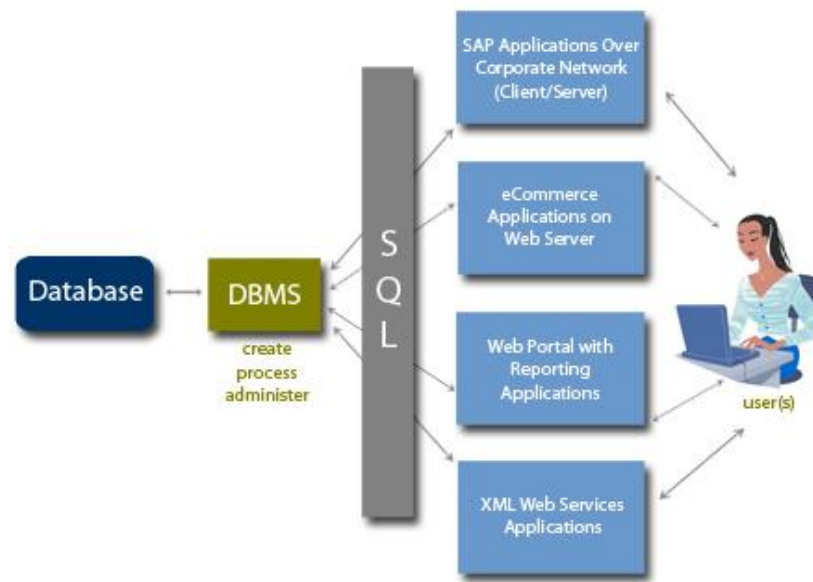 Database
DBMS
create
process
administer
S
Q
L
SAP Applications Over
Corporate Network
(Client/Server)
eCommerce
Applications on
Web Server
Web Portal with
Reporting
Applications
XML Web Services
Applications
user(s)